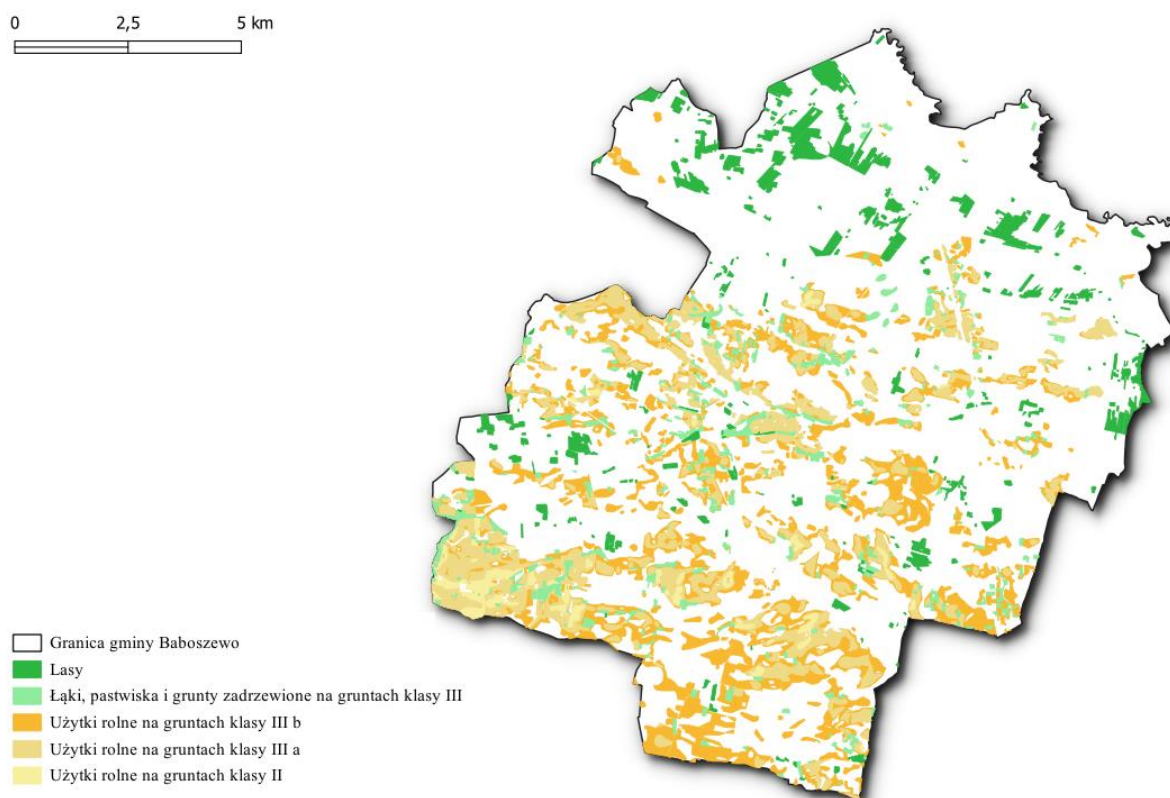 0 2,5 5 km
Granica gminy Baboszewo
Lasy
Łąki, pastwiska i grunty zadrzewione na gruntach klasy III
Użytki rolne na gruntach klasy III b
Użytki rolne na gruntach klasy III a
Użytki rolne na gruntach klasy II